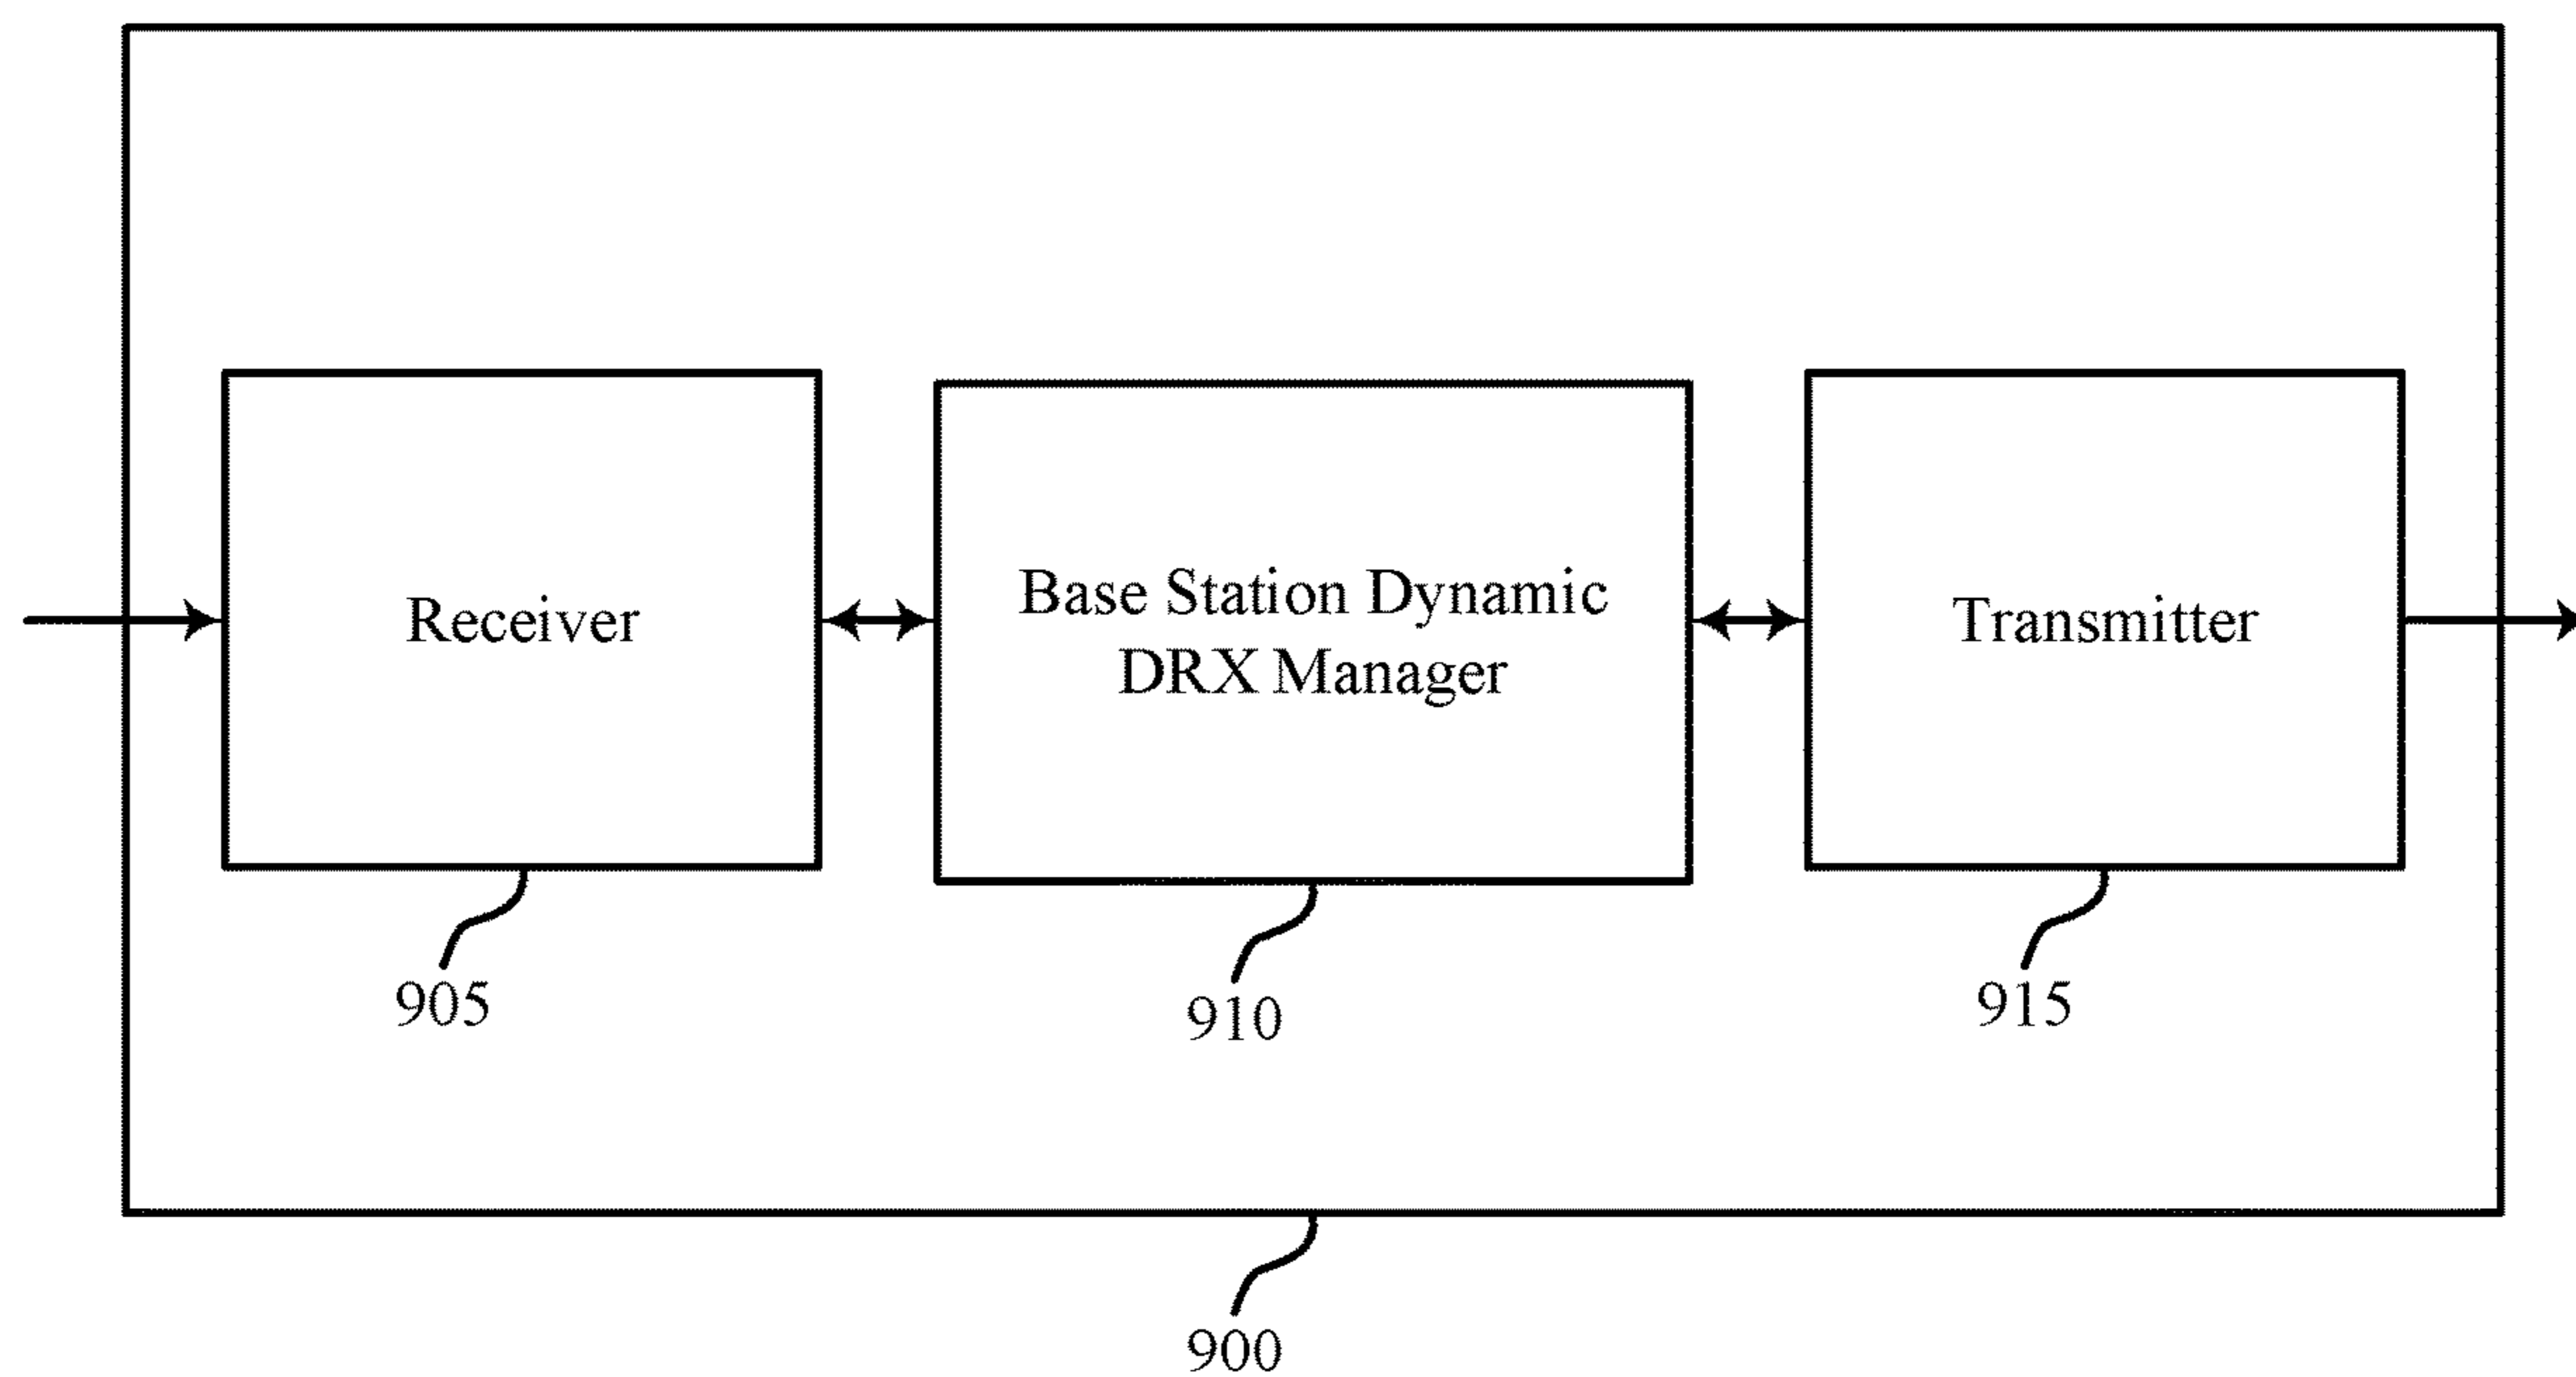 Receiver
Base Station Dynamic
DRX Manager
Transmitter
905
910
915
900